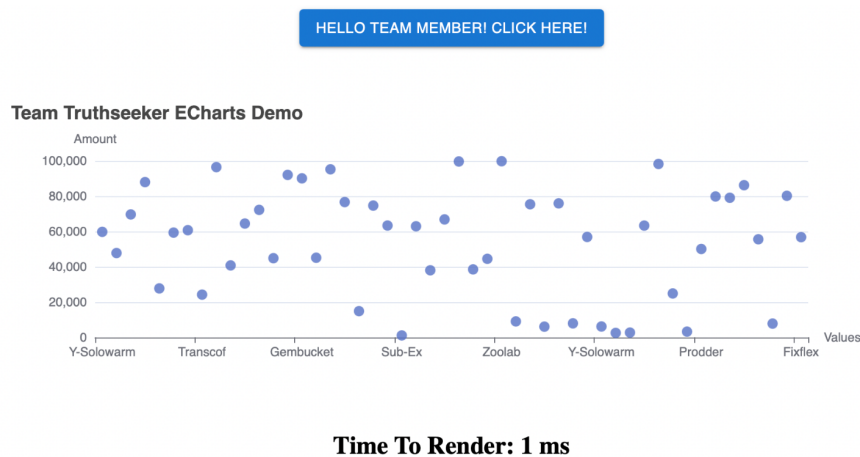 HELLO TEAM MEMBER! CLICK HERE!
Team Truthseeker ECharts Demo
Amount
100,000
80,000
60,000
40,000
20,000
0
Values
Y-Solowarm Transcof Gembucket Sub-Ex Zoolab Y-Solowarm Prodder Fixflex
Time To Render: 1 ms